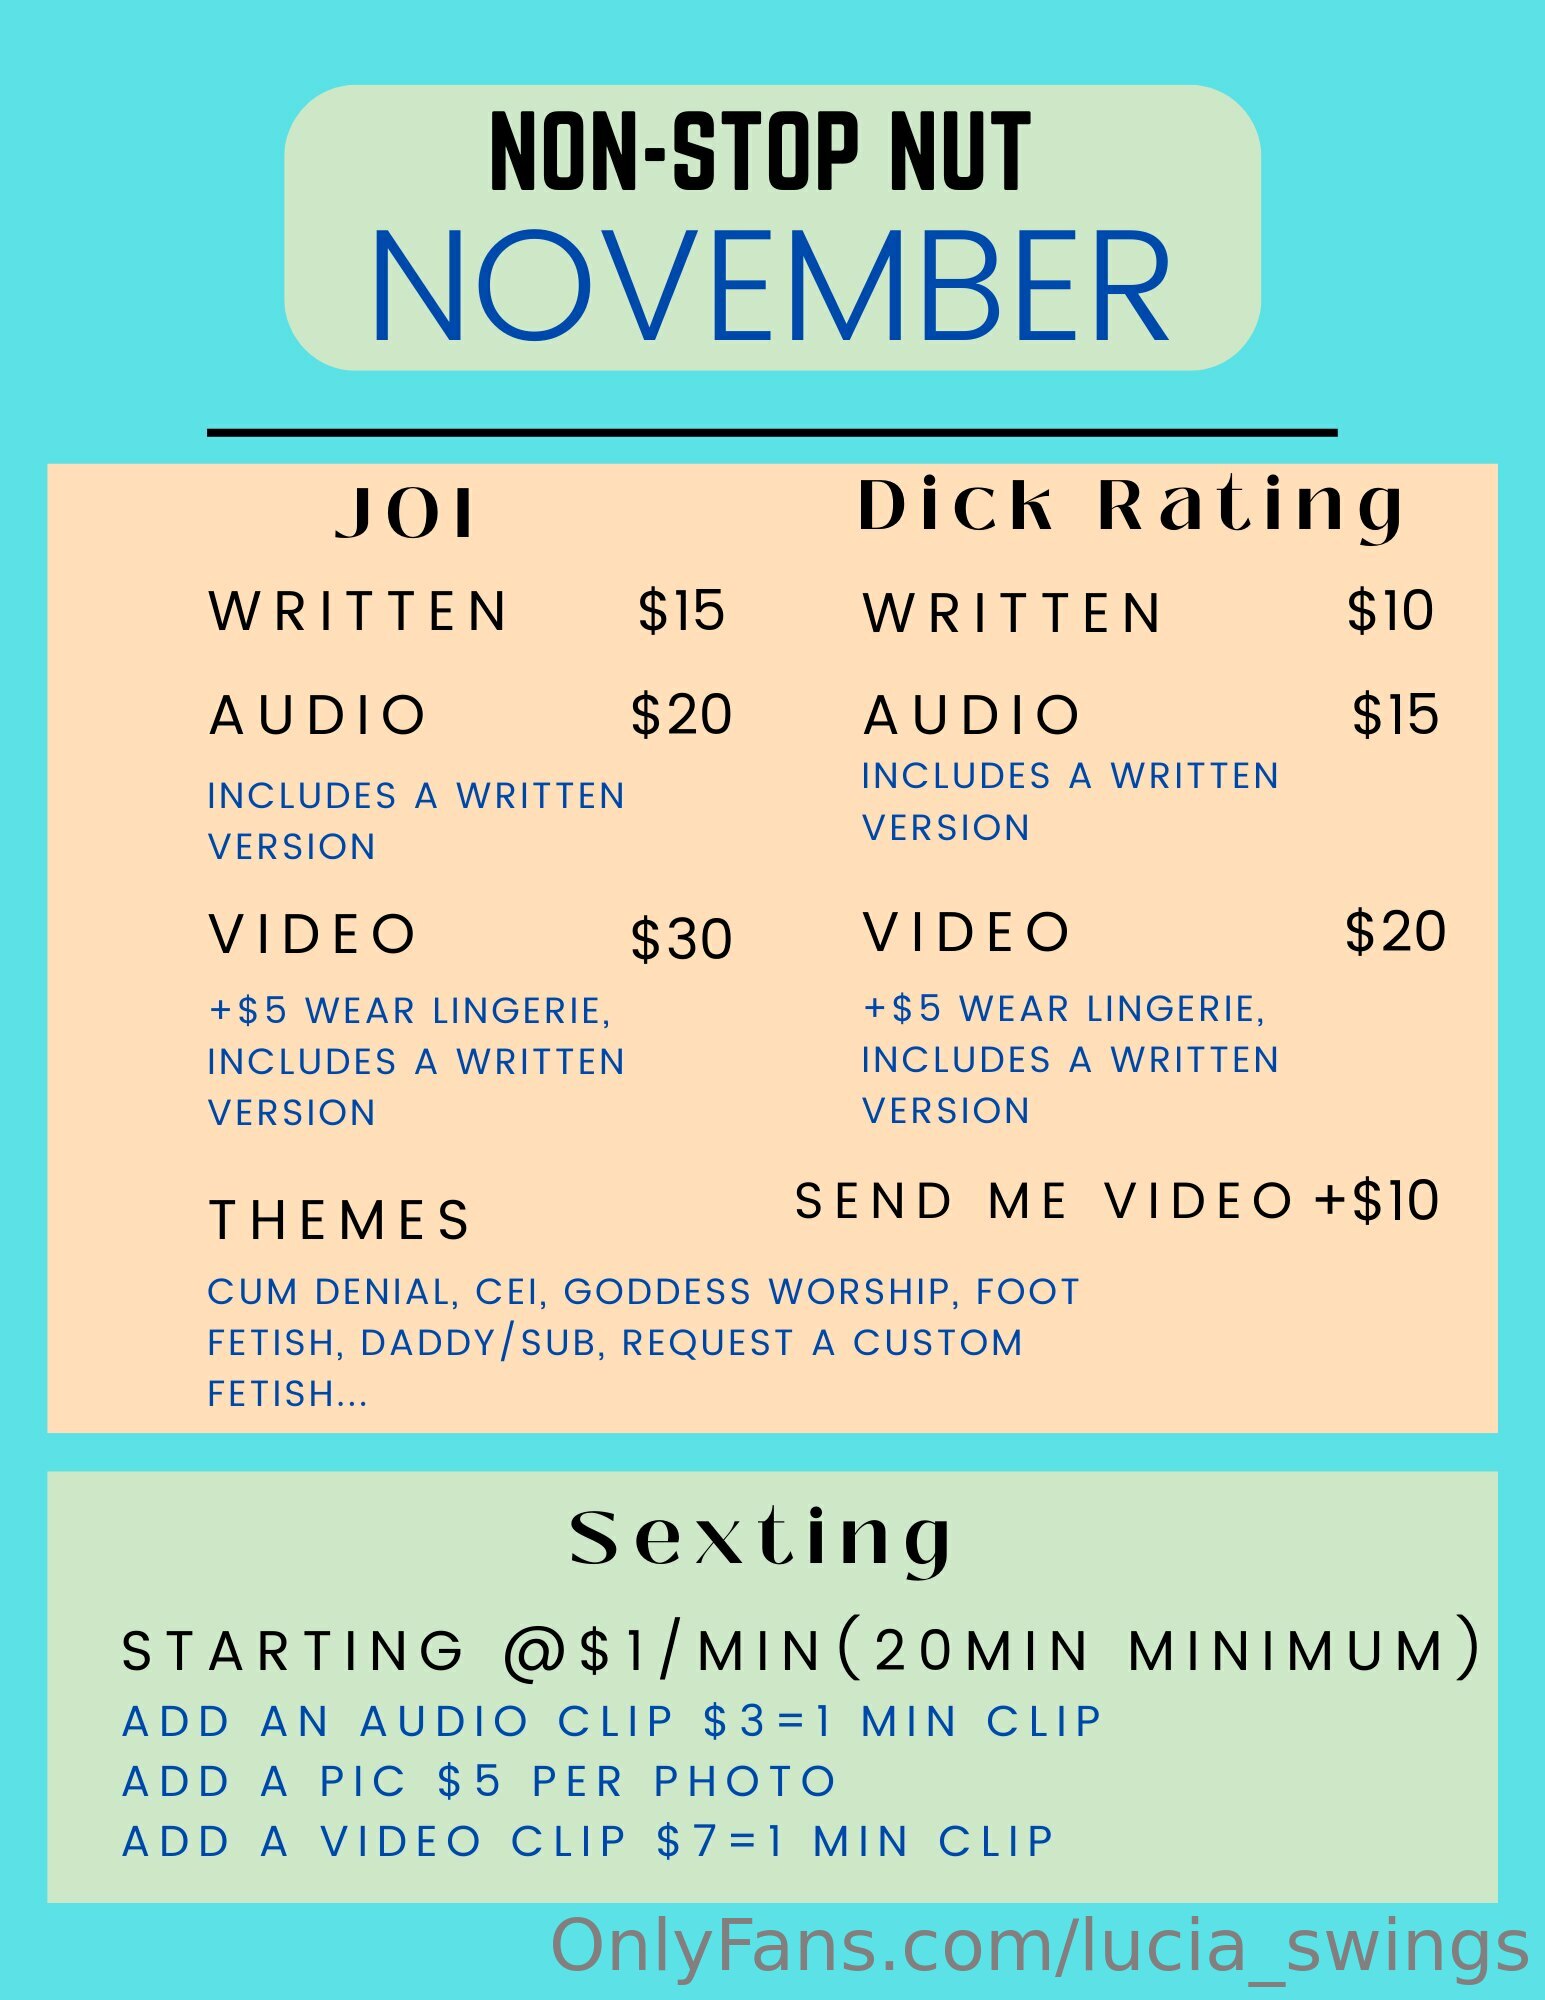 NON-STOP NUT
NOVEMBER
JOI
WRITTEN $15
AUDIO $20
INCLUDES A WRITTEN
VERSION
VIDEO $30
+$5 WEAR LINGERIE,
INCLUDES A WRITTEN
VERSION
THEMES
CUM DENIAL, CEI, GODDESS WORSHIP, FOOT
FETISH, DADDY/SUB, REQUEST A CUSTOM
FETISH...
Dick Rating
WRITTEN $10
AUDIO $15
INCLUDES A WRITTEN
VERSION
VIDEO $20
+$5 WEAR LINGERIE,
INCLUDES A WRITTEN
VERSION
SEND ME VIDEO +$10
Sexting
STARTING @$1/MIN(20MIN MINIMUM)
ADD AN AUDIO CLIP $3=1 MIN CLIP
ADD A PIC $5 PER PHOTO
ADD A VIDEO CLIP $7=1 MIN CLIP
OnlyFans.com/lucia_swings